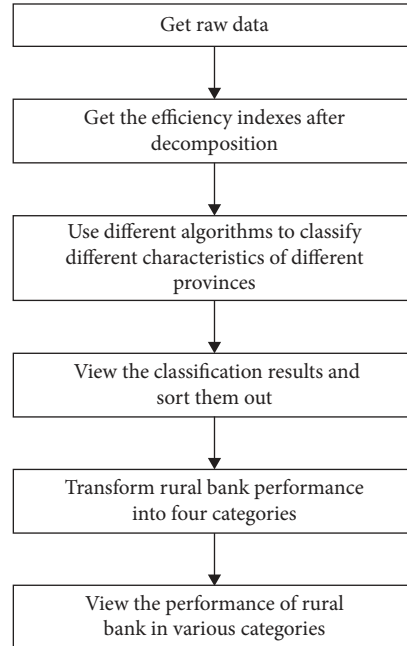 Get raw data
Get the efficiency indexes after
decomposition
Use different algorithms to classify
different characteristics of different
provinces
View the classification results and
sort them out
Transform rural bank performance
into four categories
View the performance of rural
bank in various categories